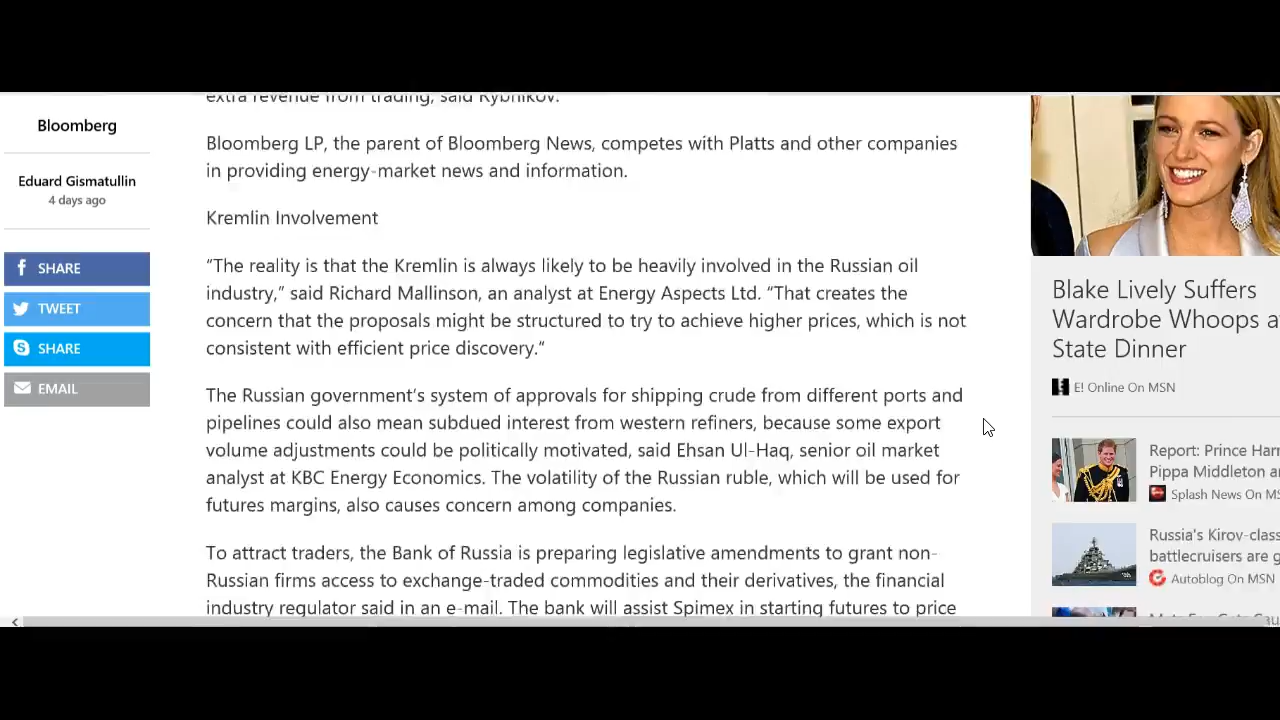 extra revenue from trading, said Rybnikov.
Bloomberg
Eduard Gismatullin
4 days ago
SHARE
TWEET
SHARE
EMAIL
Bloomberg LP, the parent of Bloomberg News, competes with Platts and other companies
in providing energy-market news and information.
Kremlin Involvement
“The reality is that the Kremlin is always likely to be heavily involved in the Russian oil
industry,” said Richard Mallinson, an analyst at Energy Aspects Ltd. “That creates the
concern that the proposals might be structured to try to achieve higher prices, which is not
consistent with efficient price discovery.“
The Russian government’s system of approvals for shipping crude from different ports and
pipelines could also mean subdued interest from western refiners, because some export
volume adjustments could be politically motivated, said Ehsan Ul-Haq, senior oil market
analyst at KBC Energy Economics. The volatility of the Russian ruble, which will be used for
futures margins, also causes concern among companies.
To attract traders, the Bank of Russia is preparing legislative amendments to grant non-
Russian firms access to exchange-traded commodities and their derivatives, the financial
industry regulator said in an e-mail. The bank will assist Spimex in starting futures to price
Blake Lively Suffers
Wardrobe Whoops a
State Dinner
E! Online On MSN
Report: Prince Harr
Pippa Middleton a
Splash News On MS
Russia's Kirov-class
battlecruisers are g
Autoblog On MSN